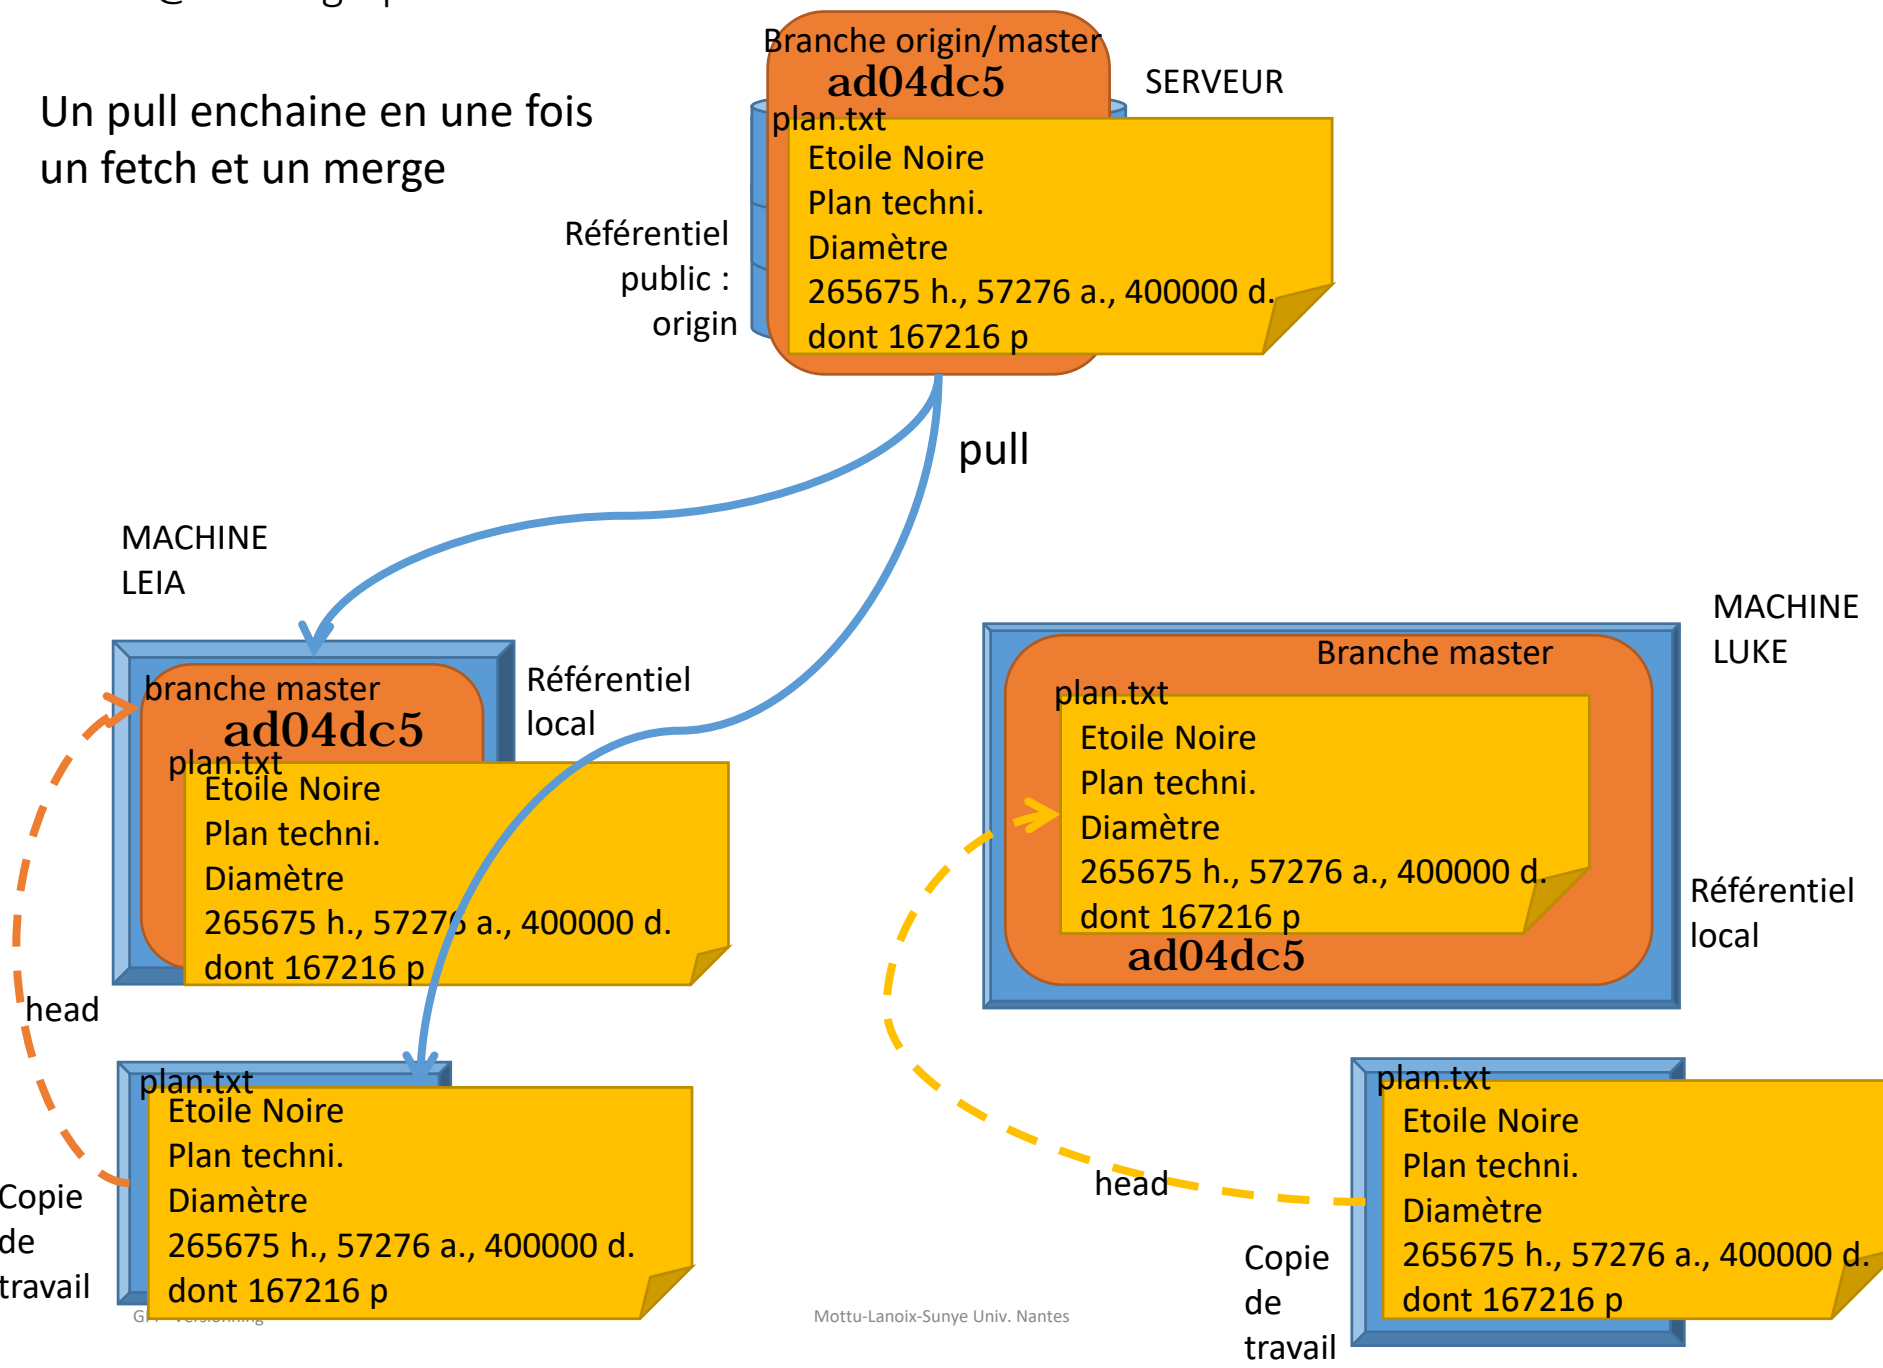 Branche origin/master
ad04dc5
SERVEUR
Un pull enchaine en une fois
un fetch et un merge
plan.txt
Etoile Noire
Plan techni.
Diamètre
265675 h., 57276 a., 400000 d.
dont 167216 p
Référentiel
public :
origin
pull
MACHINE
LEIA
branche master
ad04dc5
plan.txt
Etoile Noire
Plan techni.
Diamètre
265675 h., 57276 a., 400000 d.
dont 167216 p
Référentiel
local
head
plan.txt
Etoile Noire
Plan techni.
Diamètre
265675 h., 57276 a., 400000 d.
dont 167216 p
Copie
de
travail
MACHINE
LUKE
Branche master
plan.txt
Etoile Noire
Plan techni.
Diamètre
265675 h., 57276 a., 400000 d.
dont 167216 p
ad04dc5
Référentiel
local
head
plan.txt
Etoile Noire
Plan techni.
Diamètre
265675 h., 57276 a., 400000 d.
dont 167216 p
Copie
de
travail
Mottu-Lanoix-Sunye Univ. Nantes